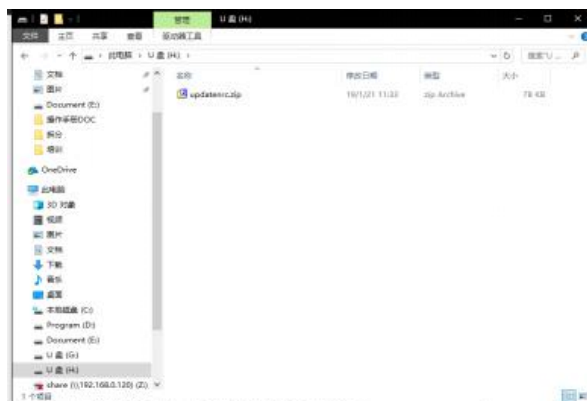 管理 U 盘 (H:)
文件 主页 共享 查看 驱动器工具
此电脑 › U 盘 (H:) › 搜索"U ...
名称 修改日期 类型 大小
updatenrc.zip 19/1/21 11:33 zip Archive 78 KB
文档
图片
Document (E:)
操作手册DOC
拆分
培训
OneDrive
此电脑
3D 对象
视频
图片
文档
下载
音乐
桌面
本地磁盘 (C:)
Program (D:)
Document (E:)
U 盘 (G:)
U 盘 (H:)
share (\\192.168.0.120) (Z:)
1 个项目